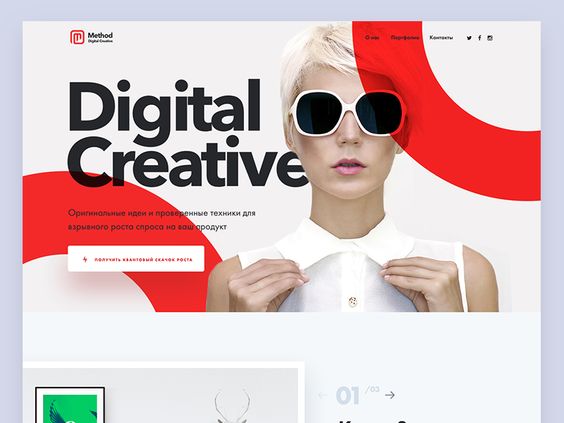 Method
Digital Creative
О нас
Портфолио
Контакты
Digital
Creative
Оригинальные идеи и проверенные техники для
взрывного роста спроса на ваш продукт
ПОЛУЧИТЬ КВАНТОВЫЙ СКАЧОК РОСТА
01 /03